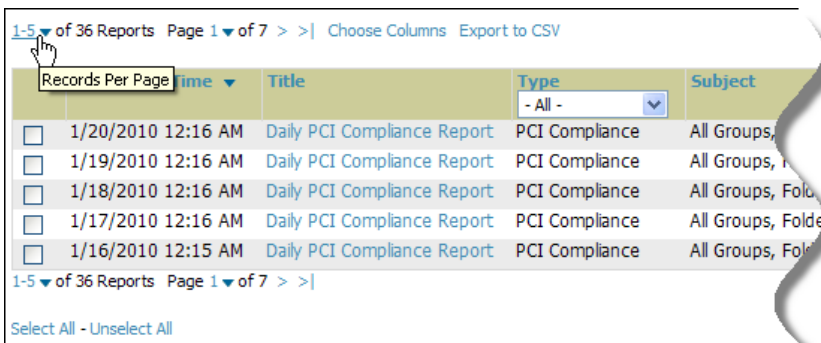 1-5 of 36 Reports Page 1 of 7 > >| Choose Columns Export to CSV
Records Per Page
Time Title Type Subject
- All -
1/20/2010 12:16 AM Daily PCI Compliance Report PCI Compliance All Groups,
1/19/2010 12:16 AM Daily PCI Compliance Report PCI Compliance All Groups,
1/18/2010 12:16 AM Daily PCI Compliance Report PCI Compliance All Groups,
1/17/2010 12:16 AM Daily PCI Compliance Report PCI Compliance All Groups,
1/16/2010 12:15 AM Daily PCI Compliance Report PCI Compliance All Groups,
1-5 of 36 Reports Page 1 of 7 > >|
Select All - Unselect All